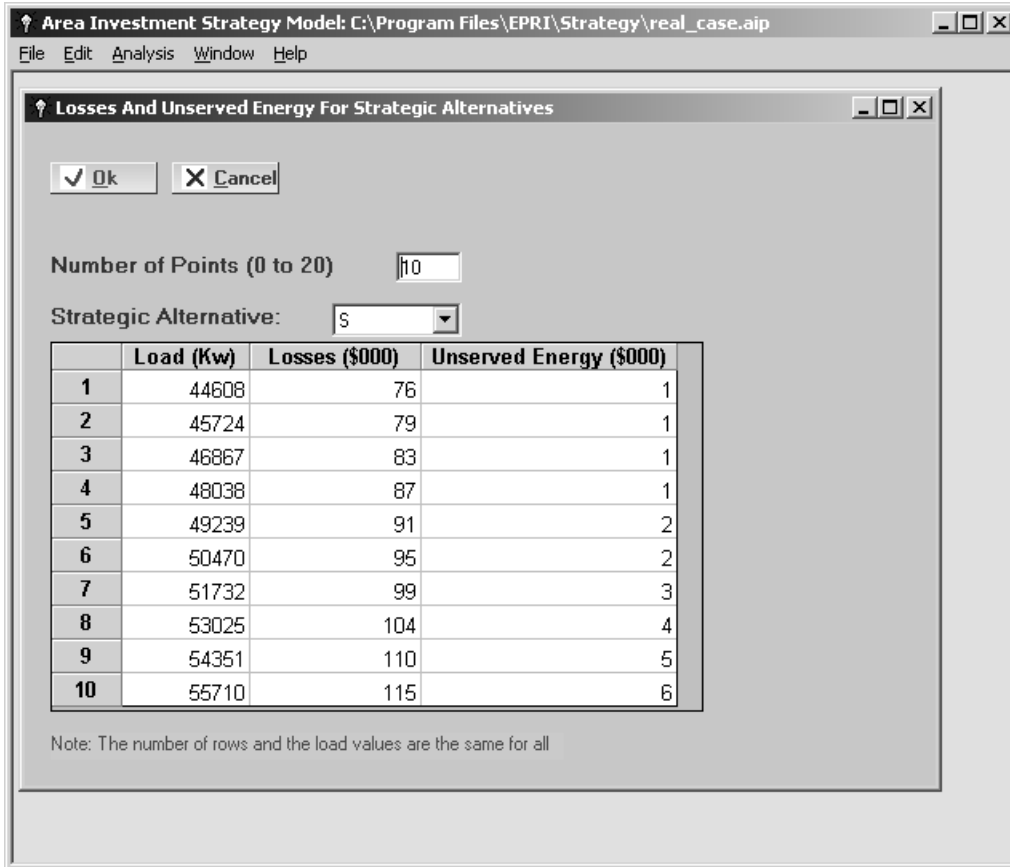 Area Investment Strategy Model: C:\Program Files\EPRI\Strategy\real_case.aip
File Edit Analysis Window Help
Losses And Unserved Energy For Strategic Alternatives
Ok Cancel
Number of Points (0 to 20) 10
Strategic Alternative: S
Load (Kw) Losses ($000) Unserved Energy ($000)
1 44608 76 1
2 45724 79 1
3 46867 83 1
4 48038 87 1
5 49239 91 2
6 50470 95 2
7 51732 99 3
8 53025 104 4
9 54351 110 5
10 55710 115 6
Note: The number of rows and the load values are the same for all